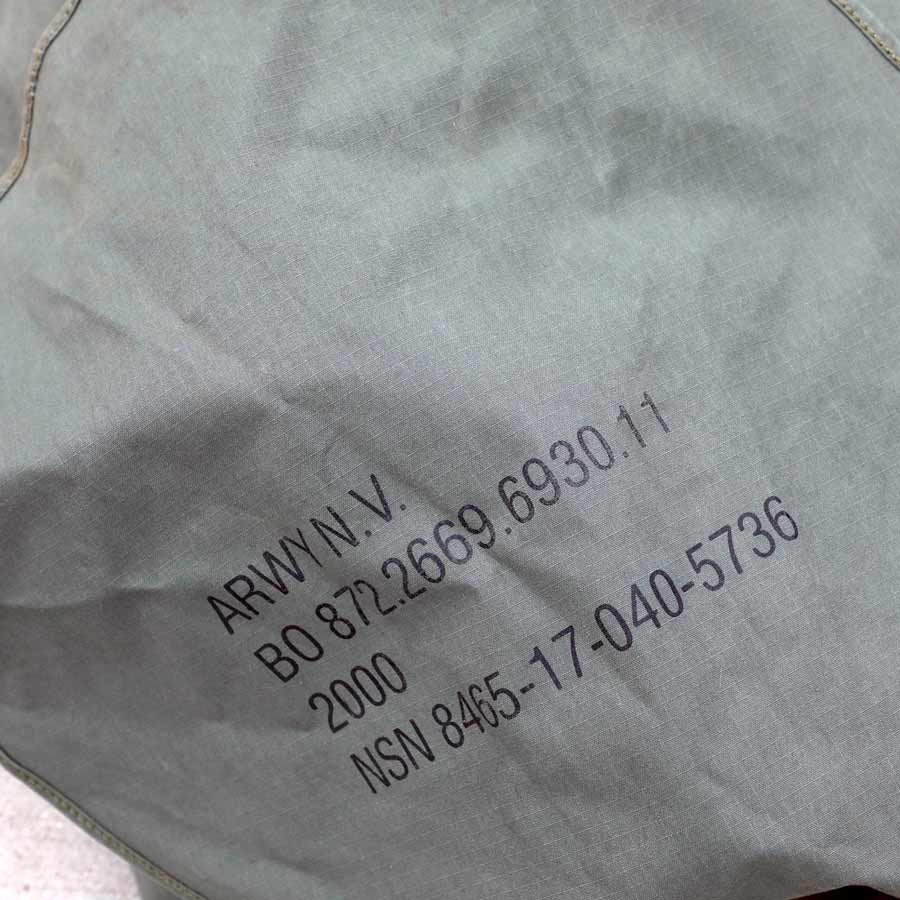 ARWY N.V.
BO 872.2669.6930.11
2000
NSN 8465-17-040-5736